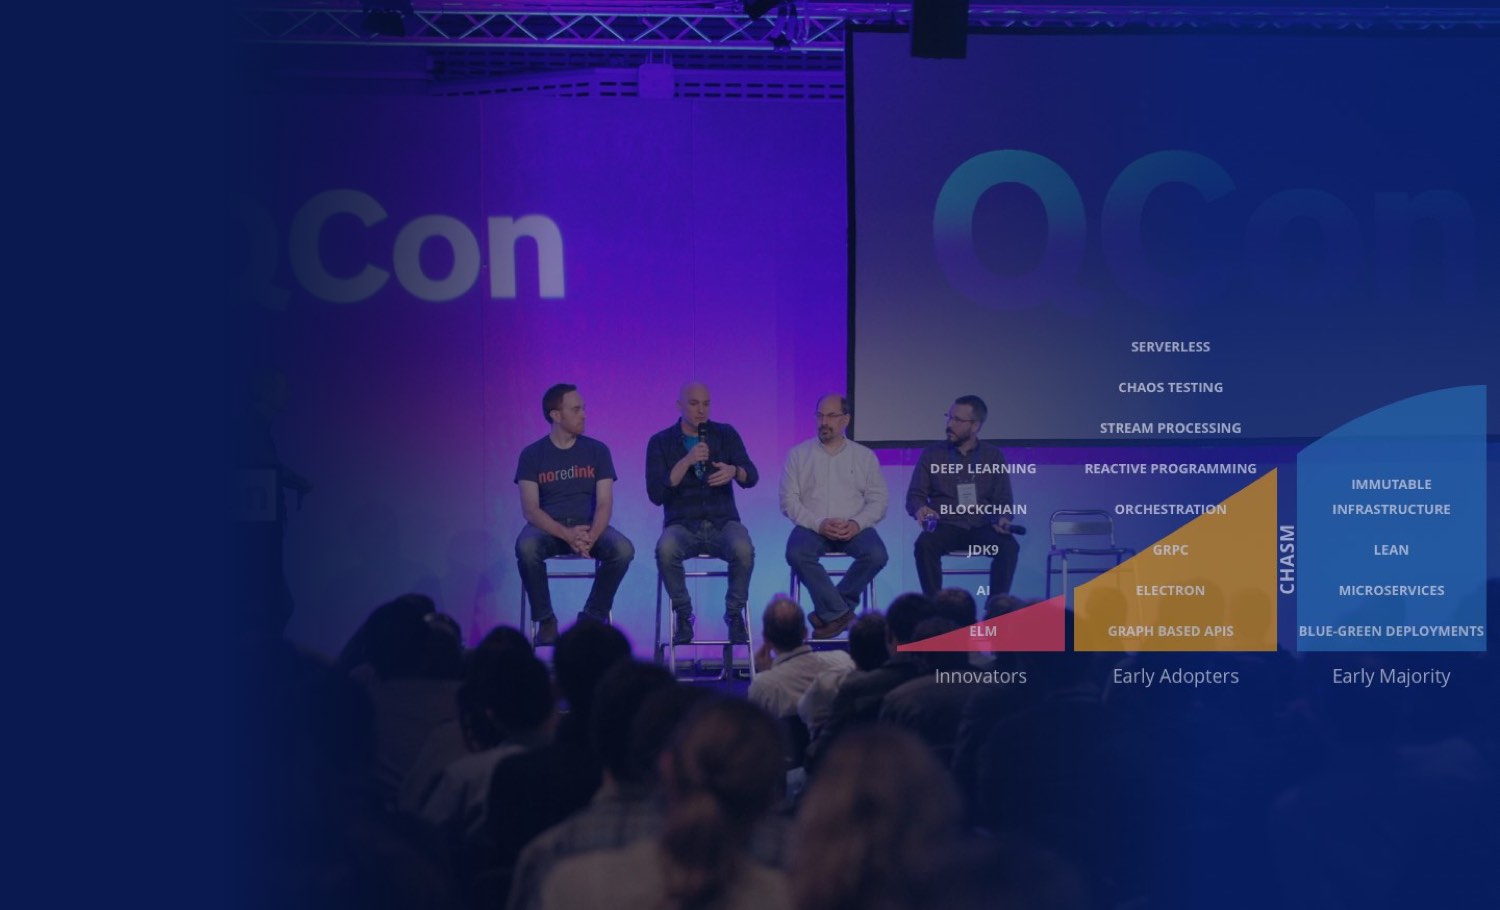 QCon
QCon
noredink
SERVERLESS
CHAOS TESTING
STREAM PROCESSING
DEEP LEARNING
REACTIVE PROGRAMMING
BLOCKCHAIN
ORCHESTRATION
JDK9
GRPC
AI
ELECTRON
ELM
GRAPH BASED APIS
CHASM
IMMUTABLE
INFRASTRUCTURE
LEAN
MICROSERVICES
BLUE-GREEN DEPLOYMENTS
Innovators
Early Adopters
Early Majority